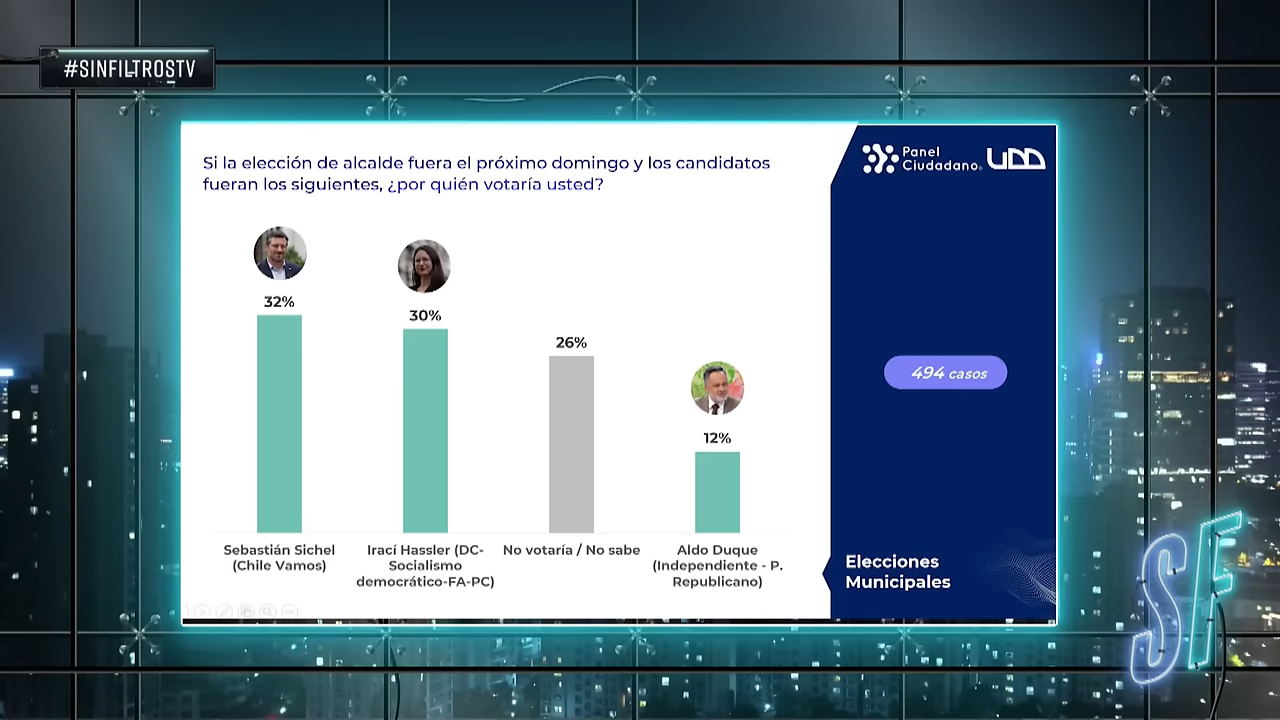 #SINFILTROSTV
Si la elección de alcalde fuera el próximo domingo y los candidatos
fueran los siguientes, ¿por quién votaría usted?
Panel
Ciudadano
UDD
32%
30%
26%
12%
494 casos
Sebastián Sichel
(Chile Vamos)
Irací Hassler (DC-
Socialismo
democrático-FA-PC)
No votaría / No sabe
Aldo Duque
(Independiente - P.
Republicano)
Elecciones
Municipales
SF